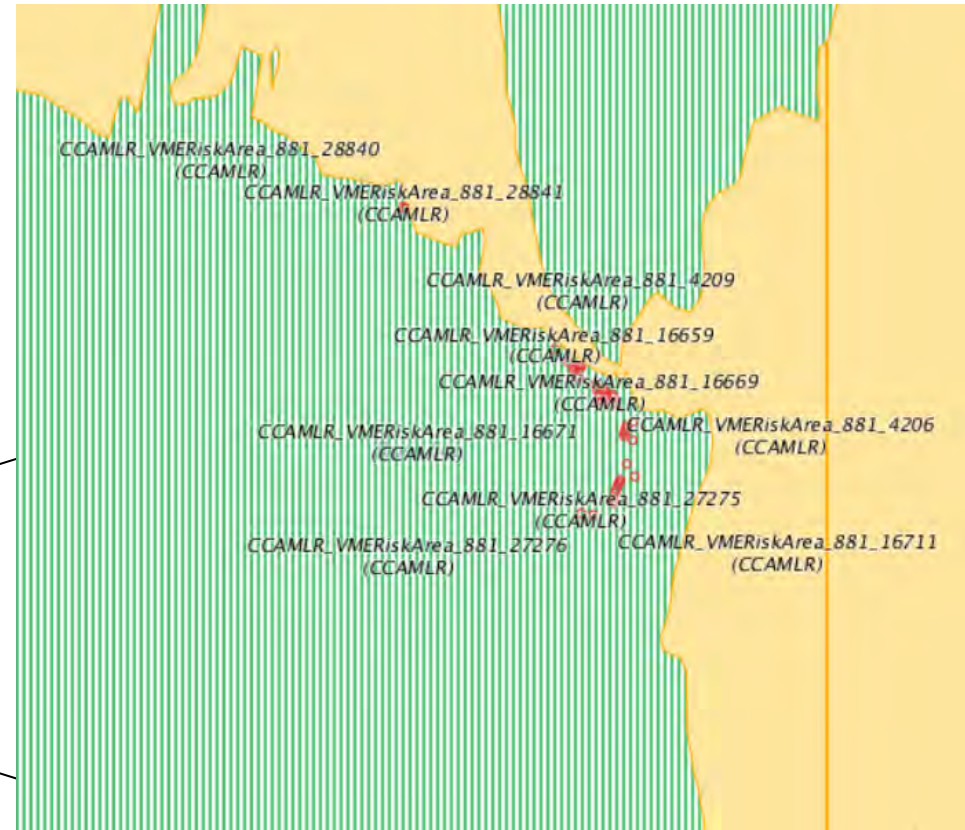 CCAMLR_VMERiskArea_881_28840
(CCAMLR)
CCAMLR_VMERiskArea_881_28841
(CCAMLR)
CCAMLR_VMERiskArea_881_4209
(CCAMLR)
CCAMLR_VMERiskArea_881_16659
(CCAMLR)
CCAMLR_VMERiskArea_881_16669
(CCAMLR)
CCAMLR_VMERiskArea_881_4206
(CCAMLR)
CCAMLR_VMERiskArea_881_16671
(CCAMLR)
CCAMLR_VMERiskArea_881_27275
(CCAMLR)
CCAMLR_VMERiskArea_881_16711
(CCAMLR)
CCAMLR_VMERiskArea_881_27276
(CCAMLR)